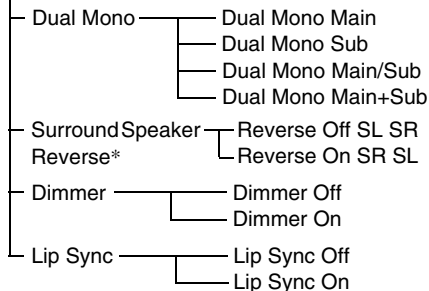 Dual Mono Dual Mono Main
Dual Mono Sub
Dual Mono Main/Sub
Dual Mono Main+Sub
Surround Speaker Reverse Off SL SR
Reverse* Reverse On SR SL
Dimmer Dimmer Off
Dimmer On
Lip Sync Lip Sync Off
Lip Sync On